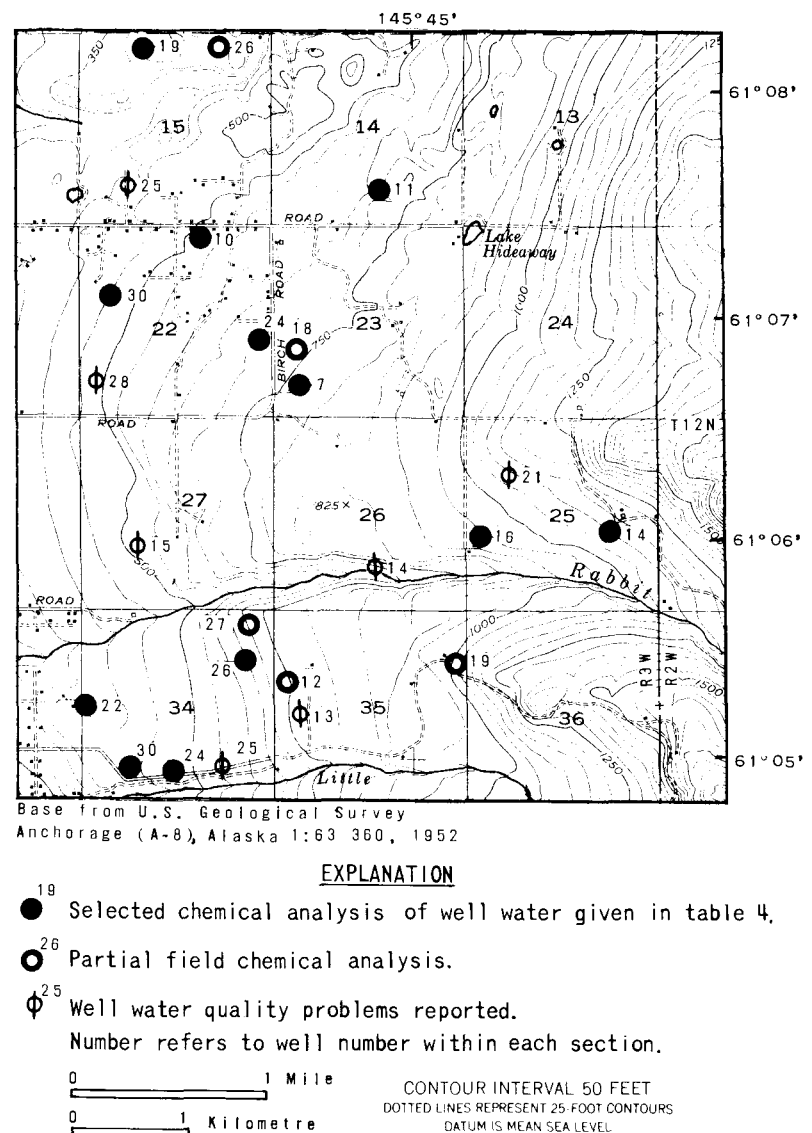 145°45'
19
26
350
125
61°08'
15
500
14
13
25
11
ROAD
10
Lake
Hideaway
ROAD
30
1000
22
24
18
23
24
61°07'
750
BIRCH
7
28
1250
ROAD
T12N
21
27
825×
26
25
1500
15
16
14
500
14
61°06'
Rabbit
ROAD
27
1000
26
12
19
R3W
R2W
1500
22
34
13
35
36
30
24
25
1250
61°05'
Little
Base from U.S. Geological Survey
Anchorage (A-8), Alaska 1:63 360, 1952
EXPLANATION
19
Selected chemical analysis of well water given in table 4.
26
Partial field chemical analysis.
25
Well water quality problems reported.
Number refers to well number within each section.
0 1 Mile
0 1 Kilometre
CONTOUR INTERVAL 50 FEET
DOTTED LINES REPRESENT 25-FOOT CONTOURS
DATUM IS MEAN SEA LEVEL